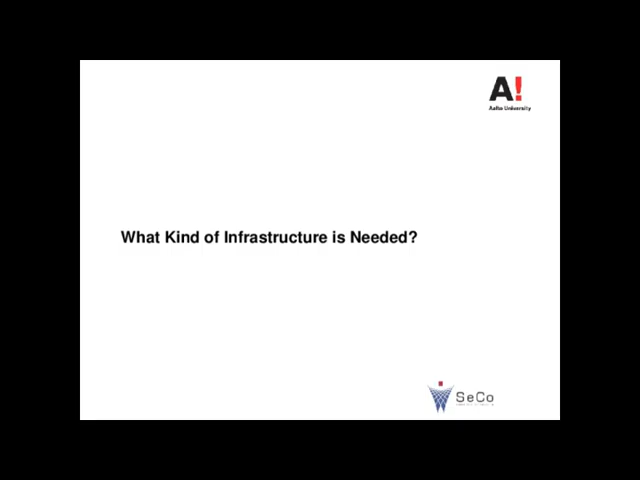 A!
Aalto University
What Kind of Infrastructure is Needed?
SeCo